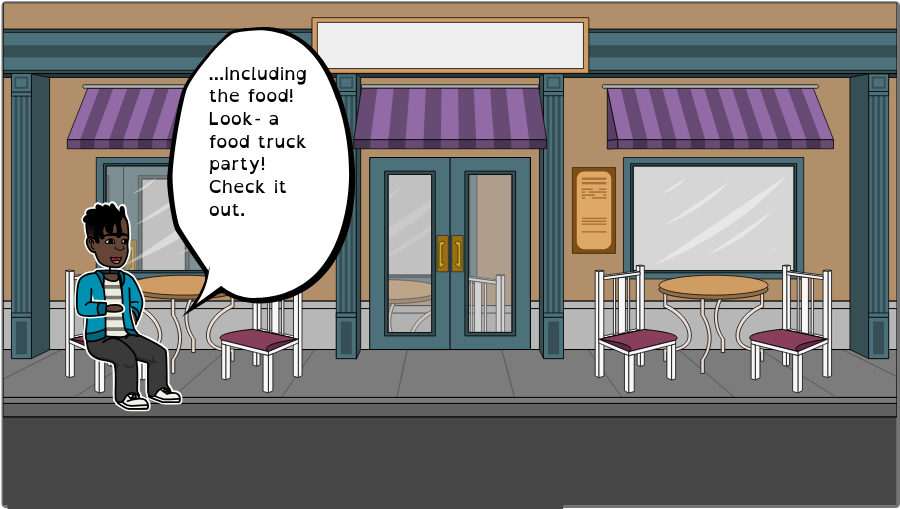 ...Including
the food!
Look- a
food truck
party!
Check it
out.